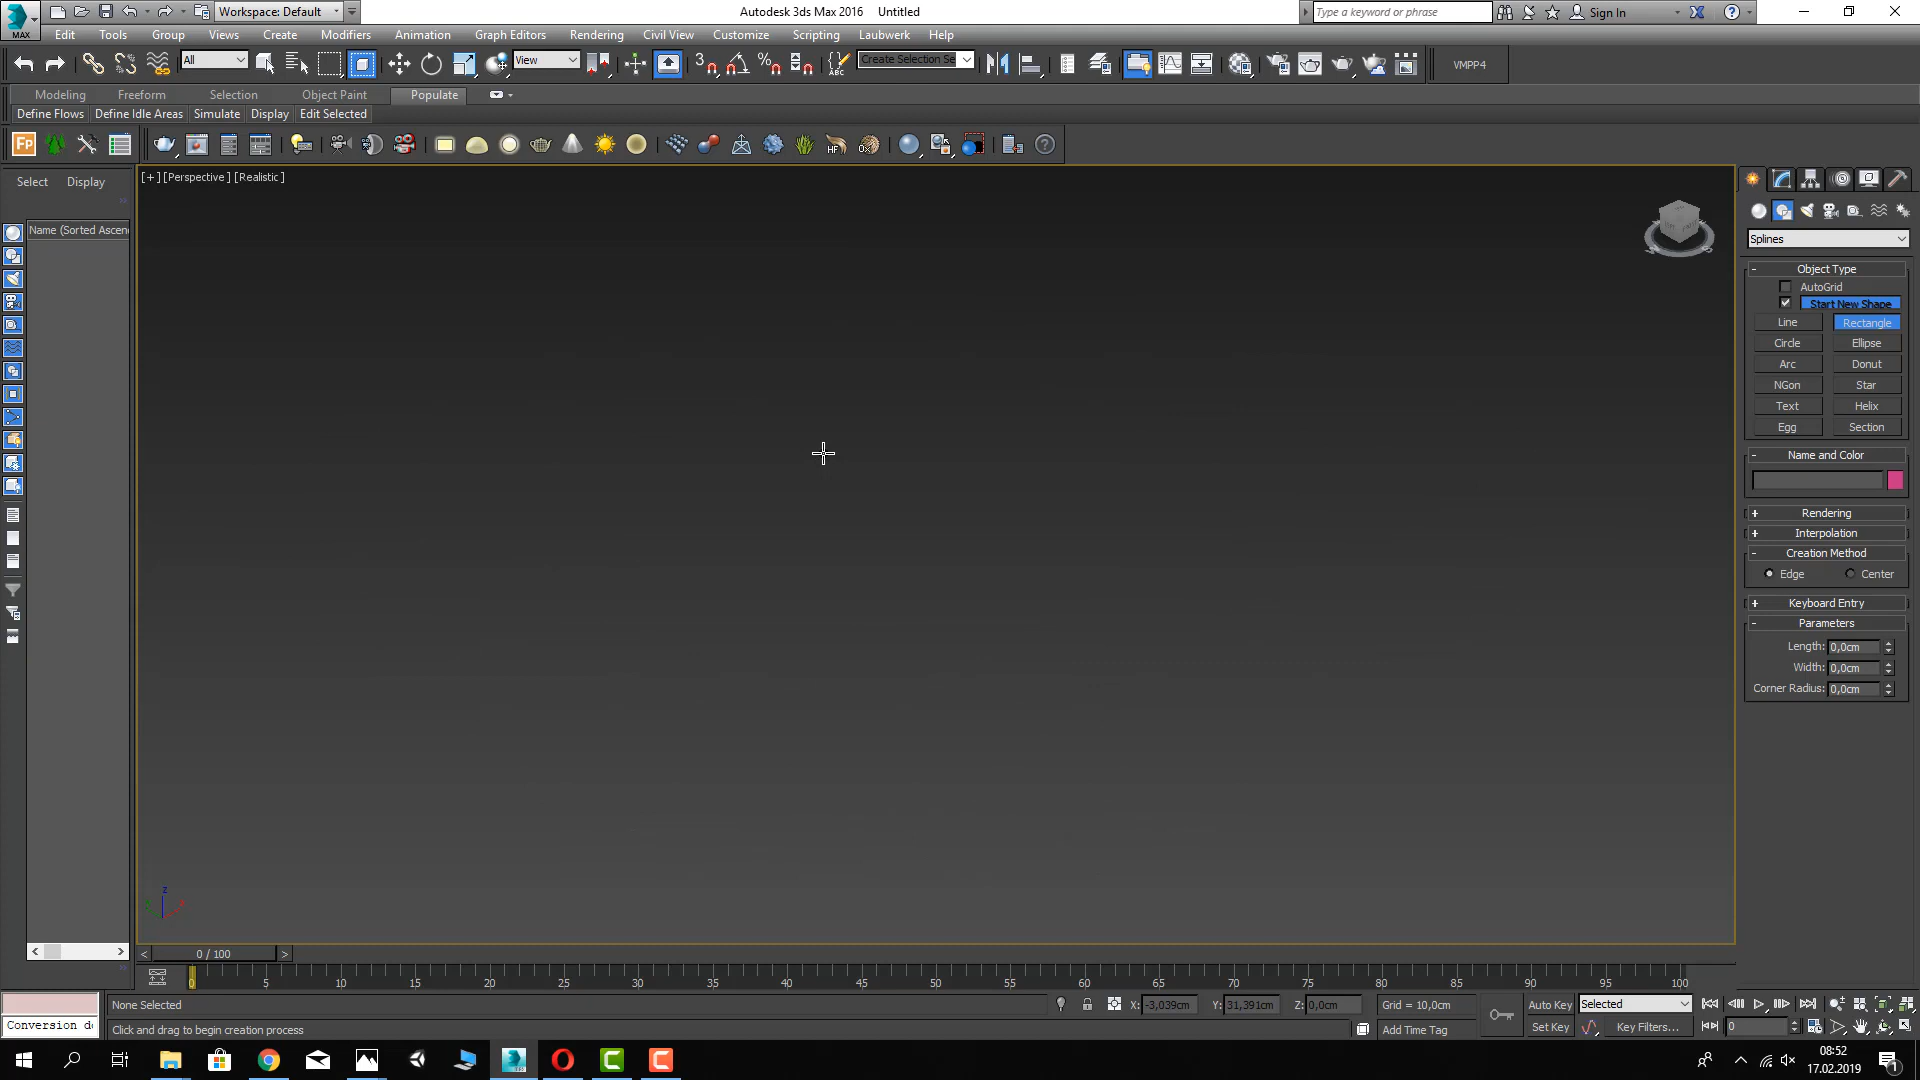 Workspace: Default
Autodesk 3ds Max 2016 Untitled
Type a keyword or phrase
Sign In
MAX
Edit Tools Group Views Create Modifiers Animation Graph Editors Rendering Civil View Customize Scripting Laubwerk Help
All
View
3
ABC
Create Selection Se
VMPP4
Modeling Freeform Selection Object Paint Populate
Define Flows Define Idle Areas Simulate Display Edit Selected
Fp
HF
Select Display
[+] [Perspective] [Realistic]
Name (Sorted Ascen
Splines
Object Type
AutoGrid
Start New Shape
Line Rectangle
Circle Ellipse
Arc Donut
NGon Star
Text Helix
Egg Section
Name and Color
Rendering
Interpolation
Creation Method
Edge Center
Keyboard Entry
Parameters
Length: 0,0cm
Width: 0,0cm
Corner Radius: 0,0cm
z
0 / 100
0 5 10 15 20 25 30 35 40 45 50 55 60 65 70 75 80 85 90 95 100
None Selected
X: -3,039cm Y: 31,391cm Z: 0,0cm Grid = 10,0cm
Auto Key Selected
Conversion d
Click and drag to begin creation process
Add Time Tag
Set Key Key Filters... 0
08:52
17.02.2019
1